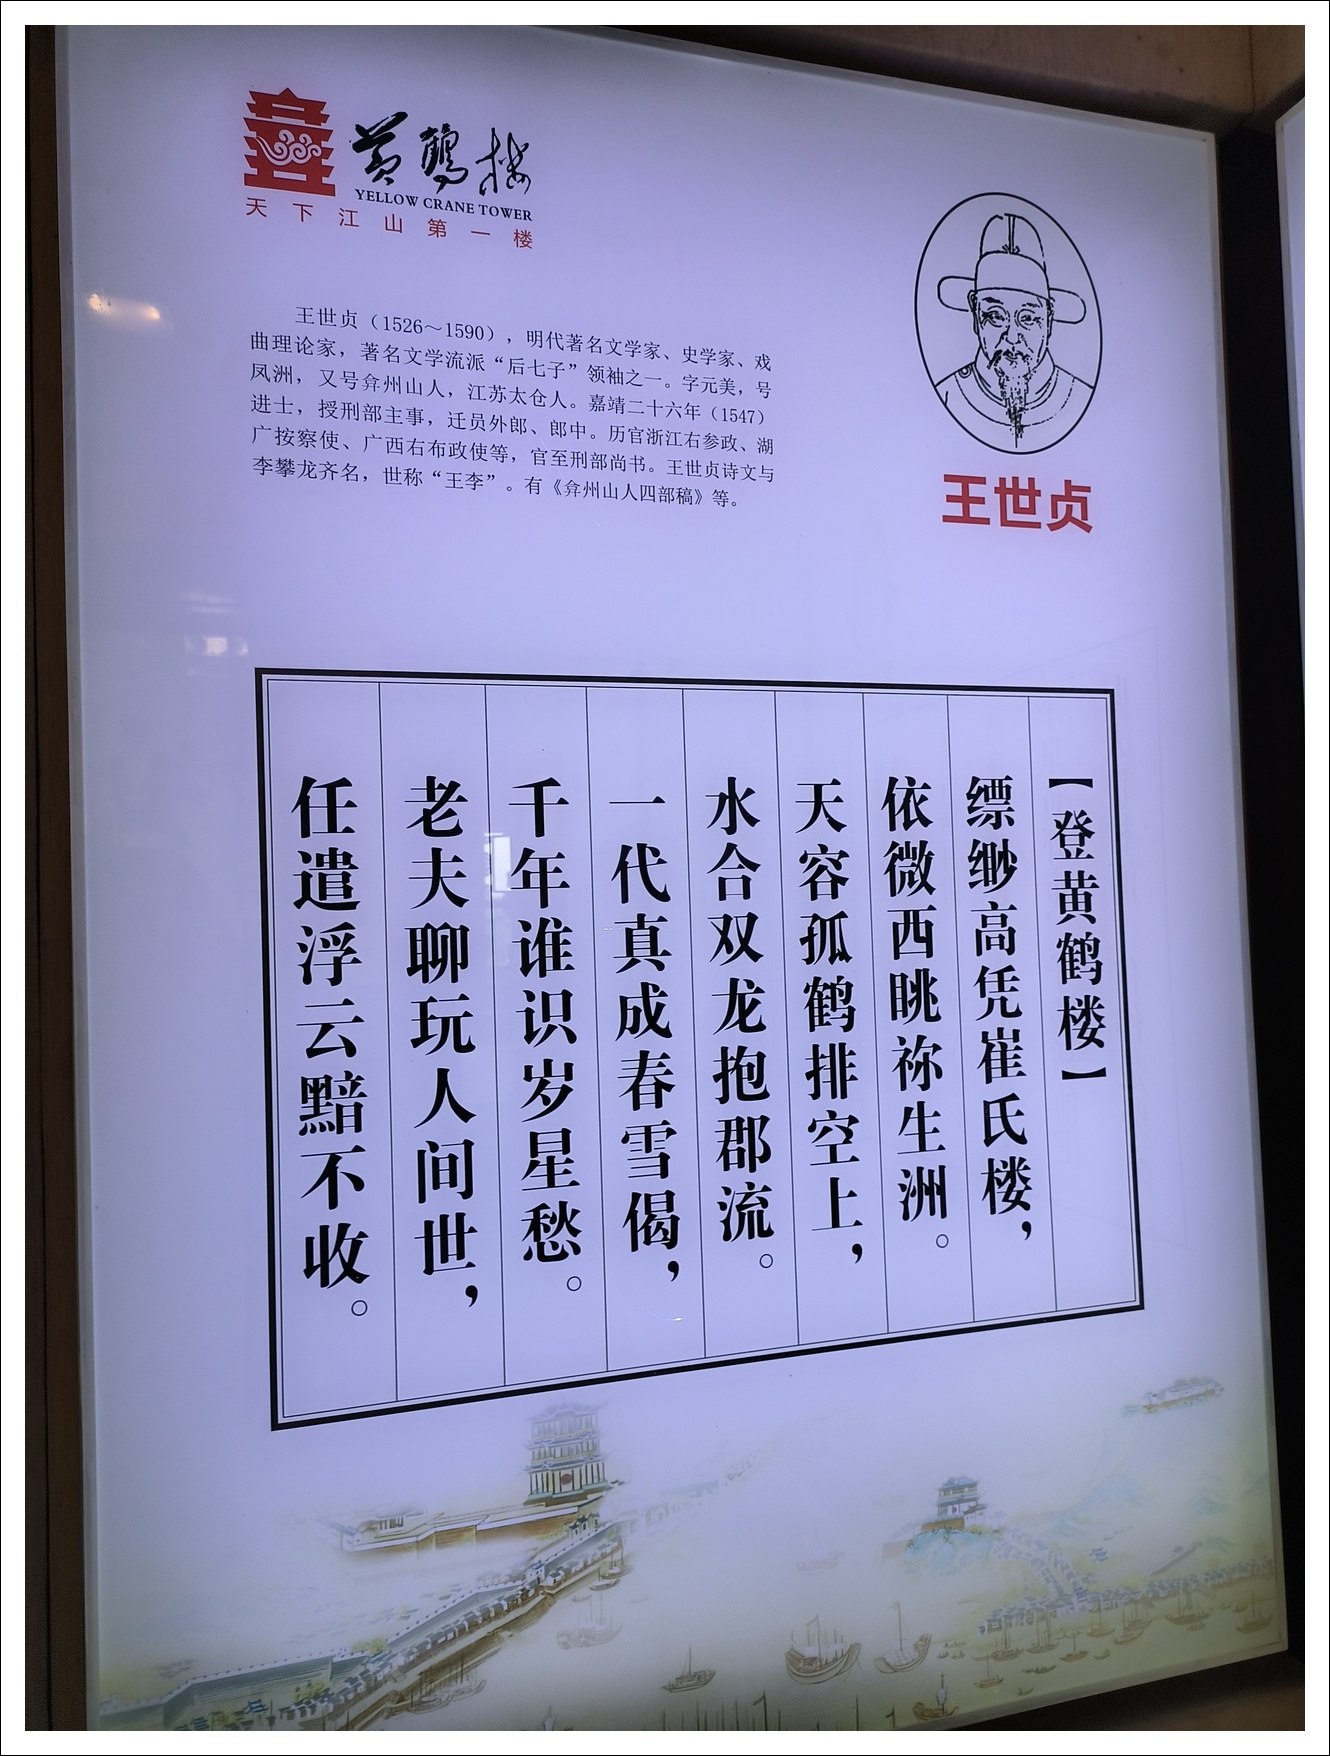 黄鹤楼
YELLOW CRANE TOWER
天下江山第一楼
王世贞（1526～1590），明代著名文学家、史学家、戏
曲理论家，著名文学流派“后七子”领袖之一。字元美，号
凤洲，又号弇州山人，江苏太仓人。嘉靖二十六年（1547）
进士，授刑部主事，迁员外郎、郎中。历官浙江右参政、湖
广按察使、广西右布政使等，官至刑部尚书。王世贞诗文与
李攀龙齐名，世称“王李”。有《弇州山人四部稿》等。
王世贞
【登黄鹤楼】
缥缈高凭崔氏楼，
依微西眺祢生洲。
天容孤鹤排空上，
水合双龙抱郡流。
一代真成春雪偈，
千年谁识岁星愁。
老夫聊玩人间世，
任遣浮云黯不收。